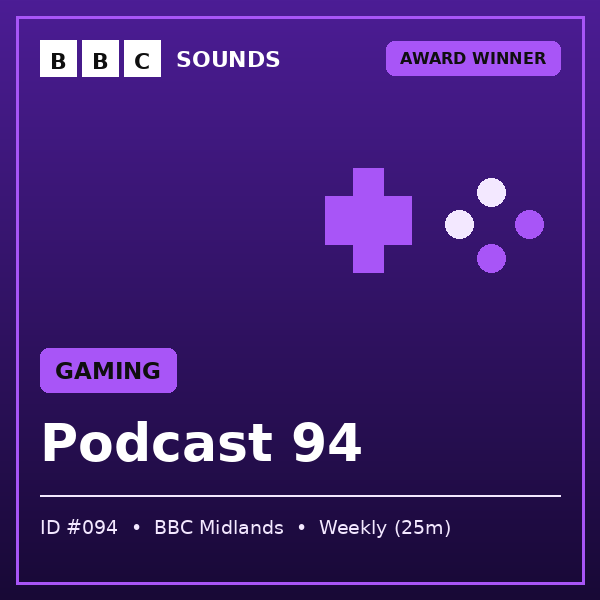 BBC SOUNDS
AWARD WINNER
GAMING
Podcast 94
ID #094 • BBC Midlands • Weekly (25m)